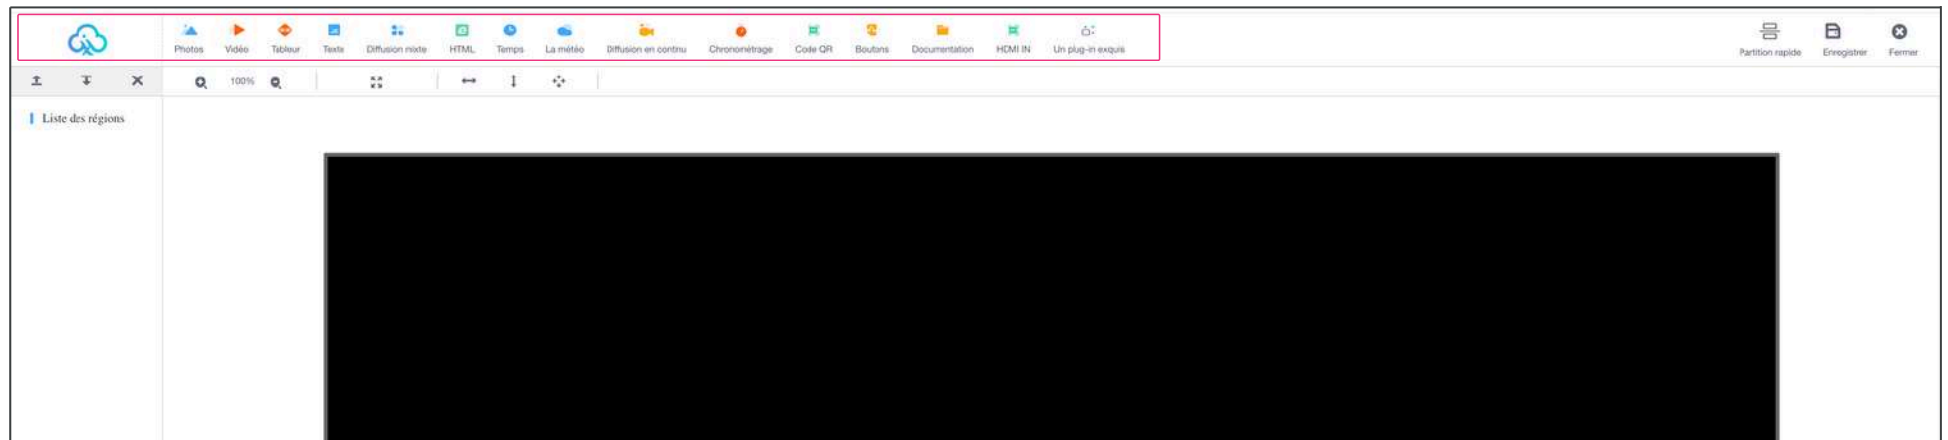 Photos Vidéo Tableur Texte Diffusion mixte HTML Temps La météo Diffusion en continu Chronométrage Code QR Boutons Documentation HDMI IN Un plug-in exquis Partition rapide Enregistrer Fermer
100%
Liste des régions